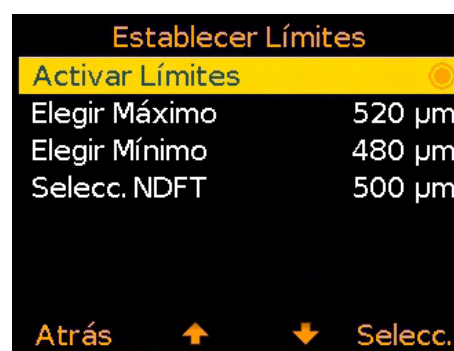 Establecer Límites
Activar Límites
Elegir Máximo 520 µm
Elegir Mínimo 480 µm
Selecc. NDFT 500 µm
Atrás Selecc.